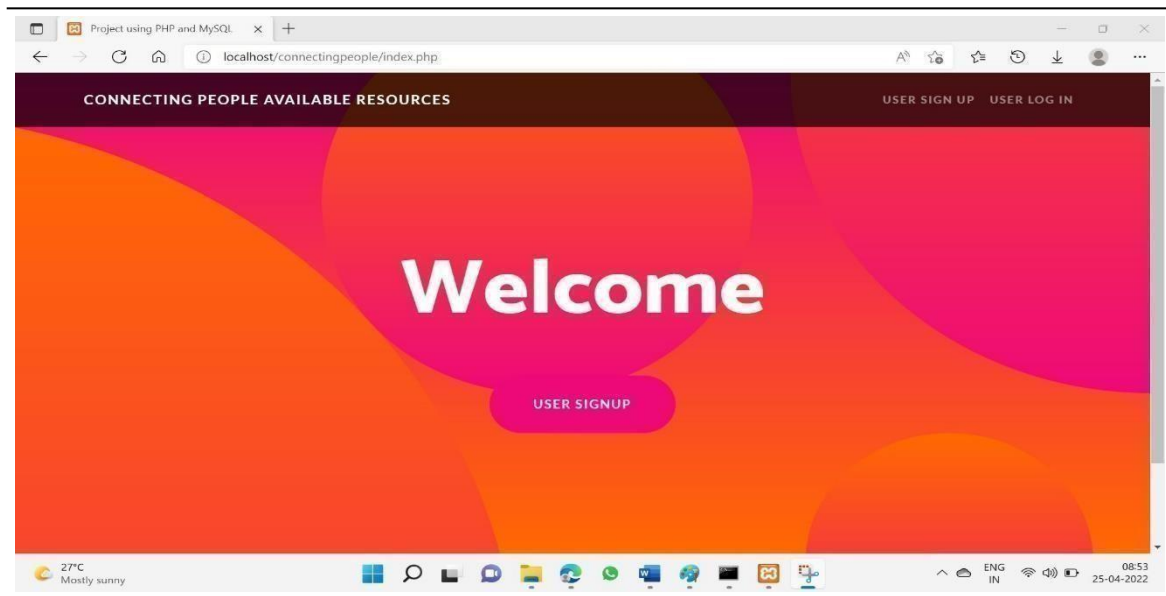 Project using PHP and MySQL
localhost/connectingpeople/index.php
CONNECTING PEOPLE AVAILABLE RESOURCES
USER SIGN UP USER LOG IN
Welcome
USER SIGNUP
27°C
Mostly sunny
ENG
IN
08:53
25-04-2022